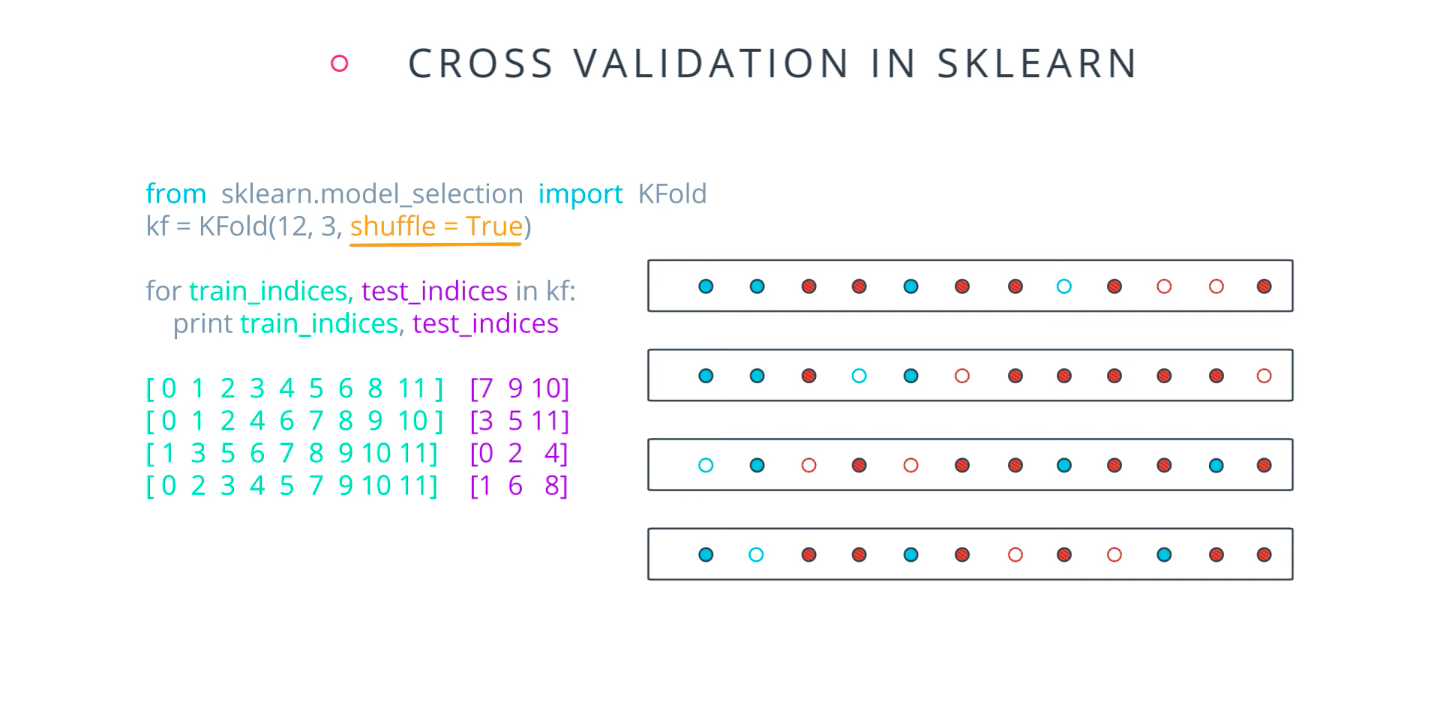 CROSS VALIDATION IN SKLEARN
from sklearn.model_selection import KFold
kf = KFold(12, 3, shuffle = True)
for train_indices, test_indices in kf:
print train_indices, test_indices
[ 0 1 2 3 4 5 6 8 11 ] [7 9 10]
[ 0 1 2 4 6 7 8 9 10 ] [3 5 11]
[ 1 3 5 6 7 8 9 10 11] [0 2 4]
[ 0 2 3 4 5 7 9 10 11] [1 6 8]